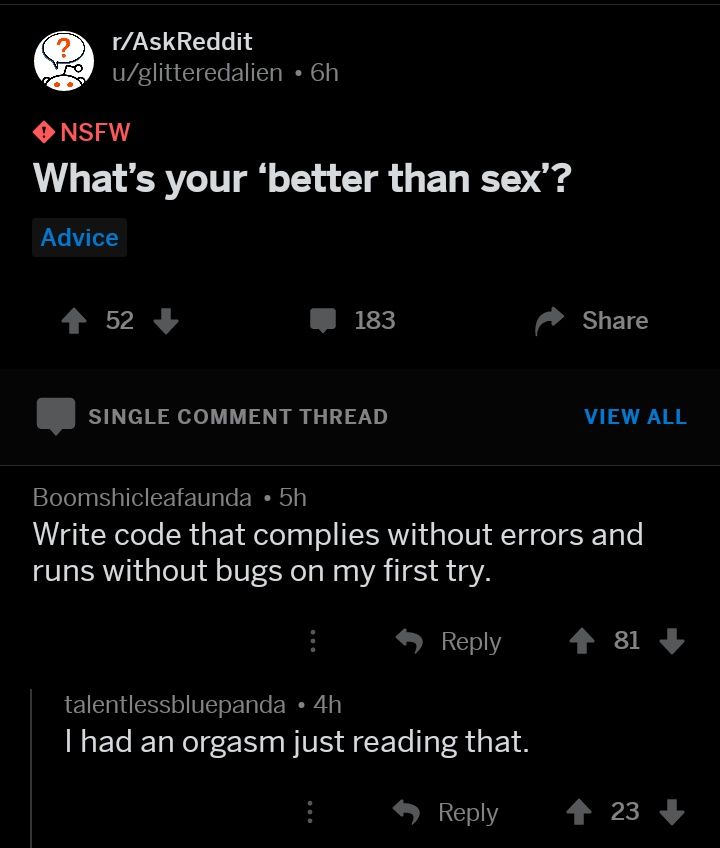 r/AskReddit
u/glitteredalien • 6h
NSFW
What's your 'better than sex'?
Advice
52
183
Share
SINGLE COMMENT THREAD
VIEW ALL
Boomshicleafaunda • 5h
Write code that complies without errors and
runs without bugs on my first try.
Reply
81
talentlessbluepanda • 4h
I had an orgasm just reading that.
Reply
23